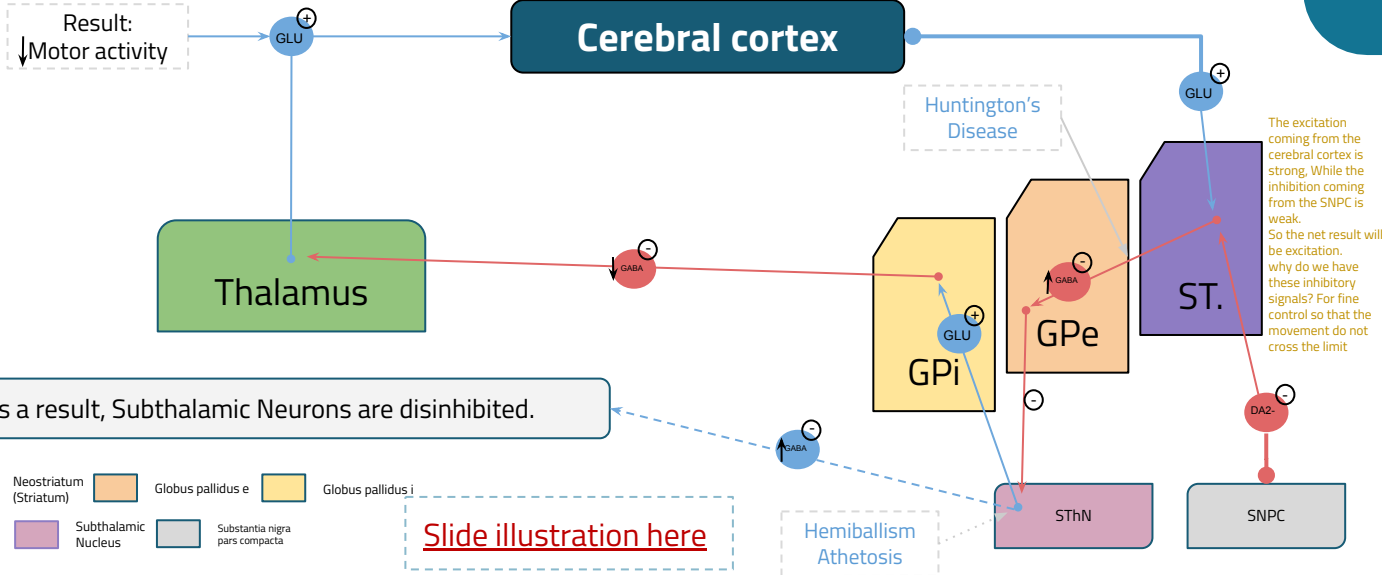 Result:
↓Motor activity
+
GLU
Cerebral cortex
+
GLU
Huntington's
Disease
The excitation
coming from the
cerebral cortex is
strong, While the
inhibition coming
from the SNPC is
weak.
So the net result will
be excitation.
why do we have
these inhibitory
signals? For fine
control so that the
movement do not
cross the limit
Thalamus
-
↓GABA
-
↑GABA
ST.
GPe
+
GLU
GPi
-
-
DA2-
s a result, Subthalamic Neurons are disinhibited.
-
↑GABA
Neostriatum
(Striatum)
Globus pallidus e
Globus pallidus i
Subthalamic
Nucleus
Substantia nigra
pars compacta
Slide illustration here
Hemiballism
Athetosis
SThN
SNPC